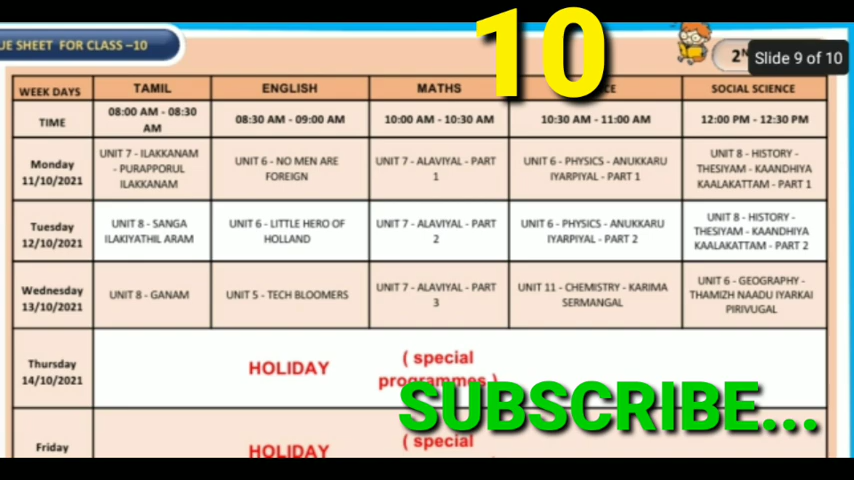 UE SHEET FOR CLASS –10
10
2ᴺ
Slide 9 of 10
WEEK DAYS TAMIL ENGLISH MATHS CE SOCIAL SCIENCE
TIME
08:00 AM - 08:30
AM
08:30 AM - 09:00 AM
10:00 AM - 10:30 AM
10:30 AM - 11:00 AM
12:00 PM - 12:30 PM
Monday
11/10/2021
UNIT 7 - ILAKKANAM
- PURAPPORUL
ILAKKANAM
UNIT 6 - NO MEN ARE
FOREIGN
UNIT 7 - ALAVIYAL - PART
1
UNIT 6 - PHYSICS - ANUKKARU
IYARPIYAL - PART 1
UNIT 8 - HISTORY -
THESIYAM - KAANDHIYA
KAALAKATTAM - PART 1
Tuesday
12/10/2021
UNIT 8 - SANGA
ILAKIYATHIL ARAM
UNIT 6 - LITTLE HERO OF
HOLLAND
UNIT 7 - ALAVIYAL - PART
2
UNIT 6 - PHYSICS - ANUKKARU
IYARPIYAL - PART 2
UNIT 8 - HISTORY -
THESIYAM - KAANDHIYA
KAALAKATTAM - PART 2
Wednesday
13/10/2021
UNIT 8 - GANAM
UNIT 5 - TECH BLOOMERS
UNIT 7 - ALAVIYAL - PART
3
UNIT 11 - CHEMISTRY - KARIMA
SERMANGAL
UNIT 6 - GEOGRAPHY -
THAMIZH NAADU IYARKAI
PIRIVUGAL
Thursday
14/10/2021
HOLIDAY
( special
programmes )
SUBSCRIBE...
Friday
HOLIDAY
( special